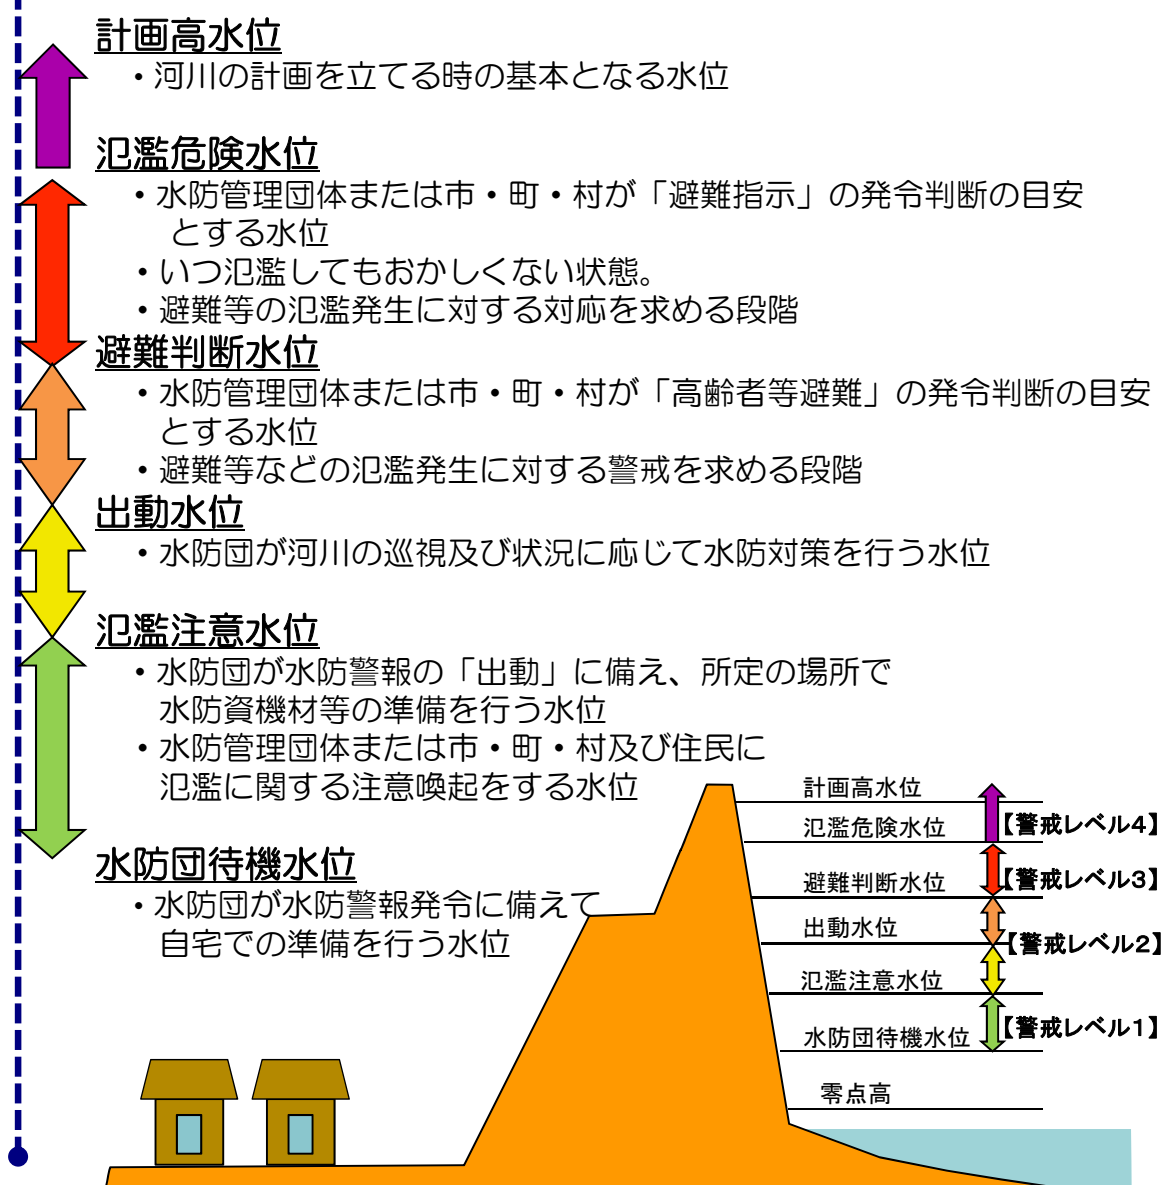 計画高水位
・河川の計画を立てる時の基本となる水位
氾濫危険水位
・水防管理団体または市・町・村が「避難指示」の発令判断の目安
とする水位
・いつ氾濫してもおかしくない状態。
・避難等の氾濫発生に対する対応を求める段階
避難判断水位
・水防管理団体または市・町・村が「高齢者等避難」の発令判断の目安
とする水位
・避難等などの氾濫発生に対する警戒を求める段階
出動水位
・水防団が河川の巡視及び状況に応じて水防対策を行う水位
氾濫注意水位
・水防団が水防警報の「出動」に備え、所定の場所で
水防資機材等の準備を行う水位
・水防管理団体または市・町・村及び住民に
氾濫に関する注意喚起をする水位
水防団待機水位
・水防団が水防警報発令に備えて
自宅での準備を行う水位
計画高水位
氾濫危険水位
【警戒レベル4】
避難判断水位
【警戒レベル3】
出動水位
【警戒レベル2】
氾濫注意水位
水防団待機水位
【警戒レベル1】
零点高